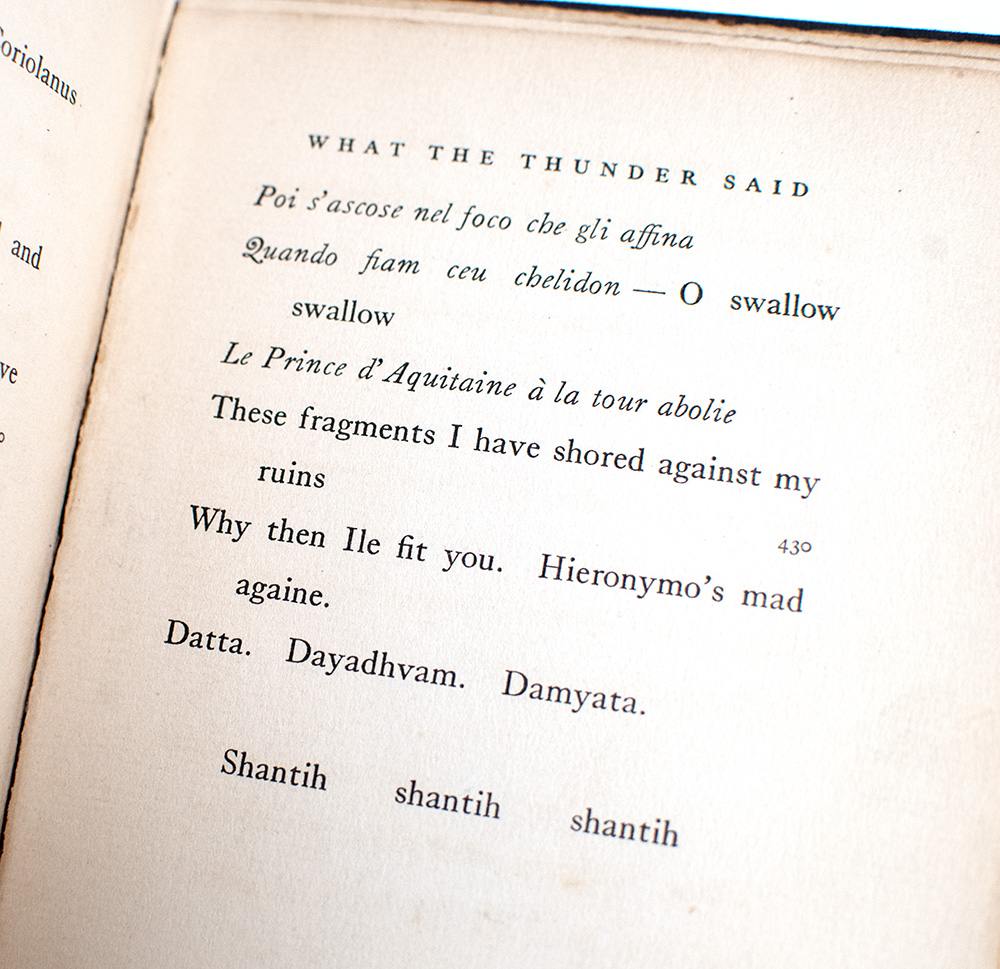 Coriolanus
and
WHAT THE THUNDER SAID
Poi s'ascose nel foco che gli affina
Quando fiam ceu chelidon — O swallow
swallow
Le Prince d'Aquitaine à la tour abolie
These fragments I have shored against my
ruins
430
Why then Ile fit you. Hieronymo's mad
againe.
Datta. Dayadhvam. Damyata.
Shantih shantih shantih